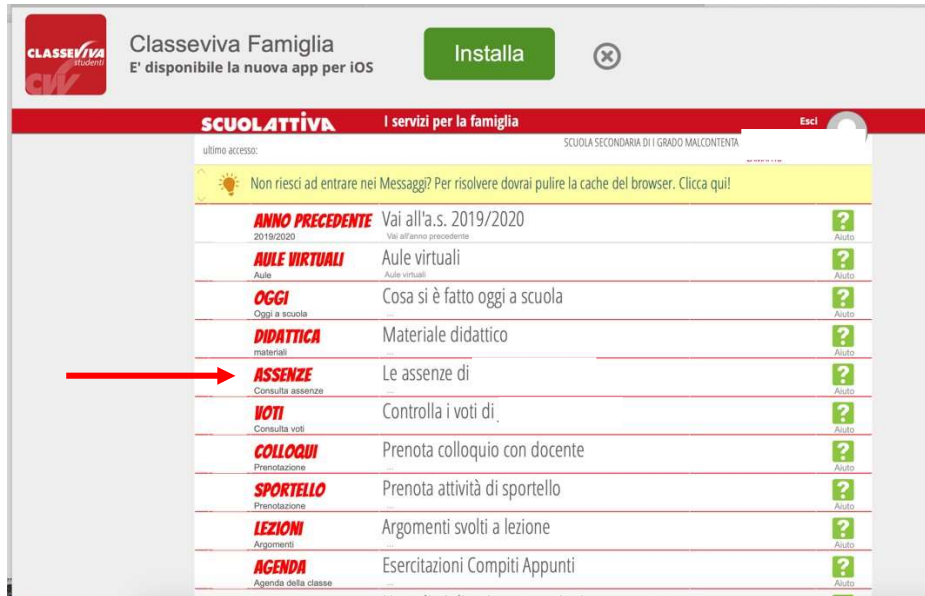 CLASSEVIVA
studenti
CVV
Classeviva Famiglia
E' disponibile la nuova app per iOS
Installa
SCUOLATTIVA
I servizi per la famiglia
Esci
ultimo accesso:
SCUOLA SECONDARIA DI I GRADO MALCONTENTA
Non riesci ad entrare nei Messaggi? Per risolvere dovrai pulire la cache del browser. Clicca qui!
ANNO PRECEDENTE Vai all'a.s. 2019/2020
2019/2020 Vai all'anno precedente Aiuto
AULE VIRTUALI Aule virtuali
Aule Aule virtuali Aiuto
OGGI Cosa si è fatto oggi a scuola
Oggi a scuola ... Aiuto
DIDATTICA Materiale didattico
materiali ... Aiuto
ASSENZE Le assenze di
Consulta assenze ... Aiuto
VOTI Controlla i voti di
Consulta voti ... Aiuto
COLLOQUI Prenota colloquio con docente
Prenotazione ... Aiuto
SPORTELLO Prenota attività di sportello
Prenotazione ... Aiuto
LEZIONI Argomenti svolti a lezione
Argomenti ... Aiuto
AGENDA Esercitazioni Compiti Appunti
Agenda della classe ... Aiuto